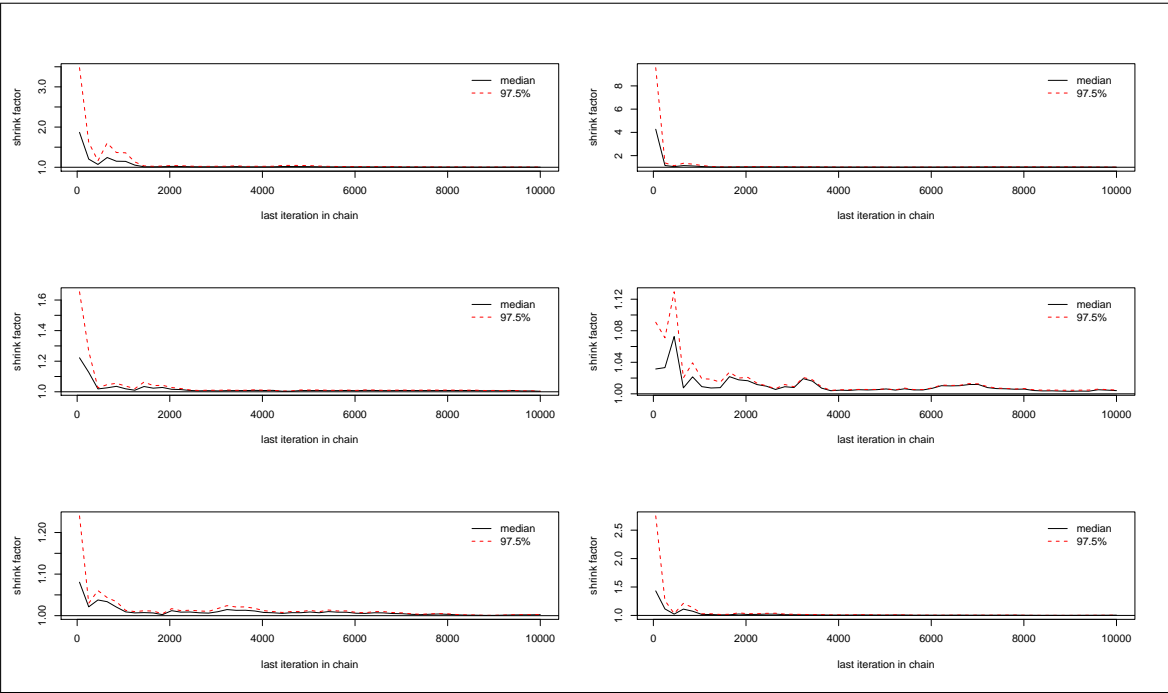 shrink factor
1.0 2.0 3.0
median
97.5%
0 2000 4000 6000 8000 10000
last iteration in chain
shrink factor
2 4 6 8
median
97.5%
0 2000 4000 6000 8000 10000
last iteration in chain
shrink factor
1.0 1.2 1.4 1.6
median
97.5%
0 2000 4000 6000 8000 10000
last iteration in chain
shrink factor
1.00 1.04 1.08 1.12
median
97.5%
0 2000 4000 6000 8000 10000
last iteration in chain
shrink factor
1.00 1.10 1.20
median
97.5%
0 2000 4000 6000 8000 10000
last iteration in chain
shrink factor
1.0 1.5 2.0 2.5
median
97.5%
0 2000 4000 6000 8000 10000
last iteration in chain